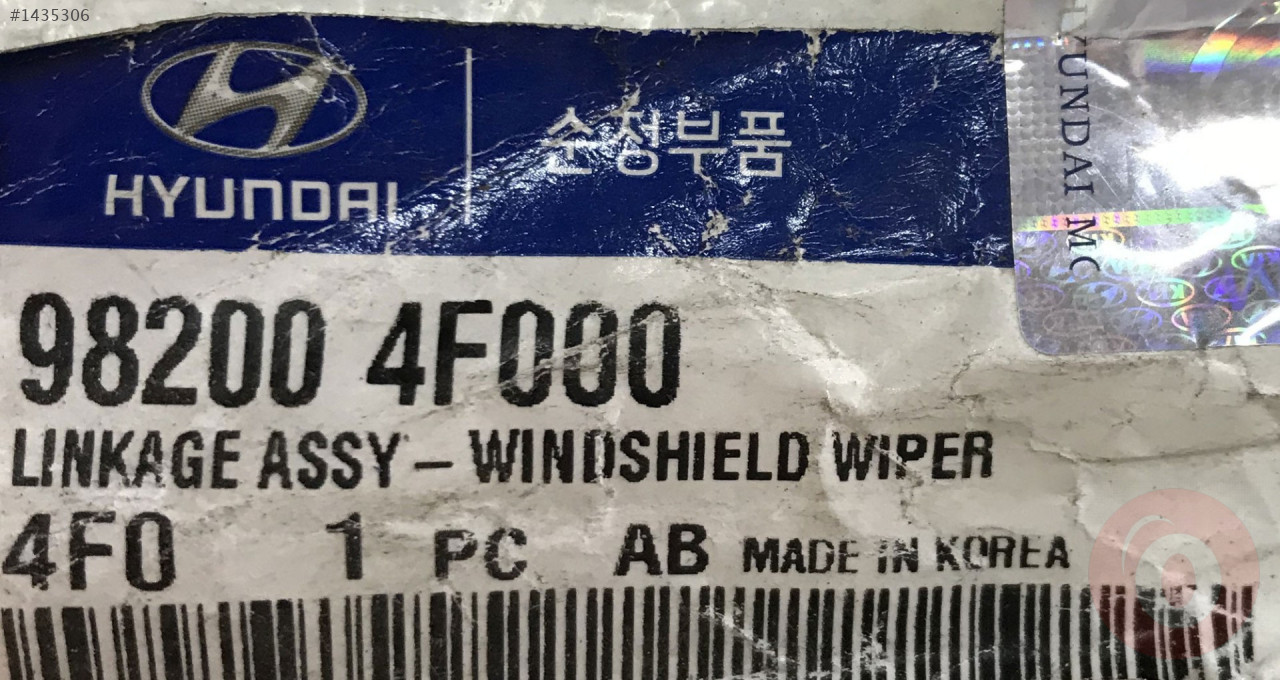 #1435306
HYUNDAI
순정부품
HYUNDAI MC
98200 4F000
LINKAGE ASSY - WINDSHIELD WIPER
4F0 1 PC AB MADE IN KOREA